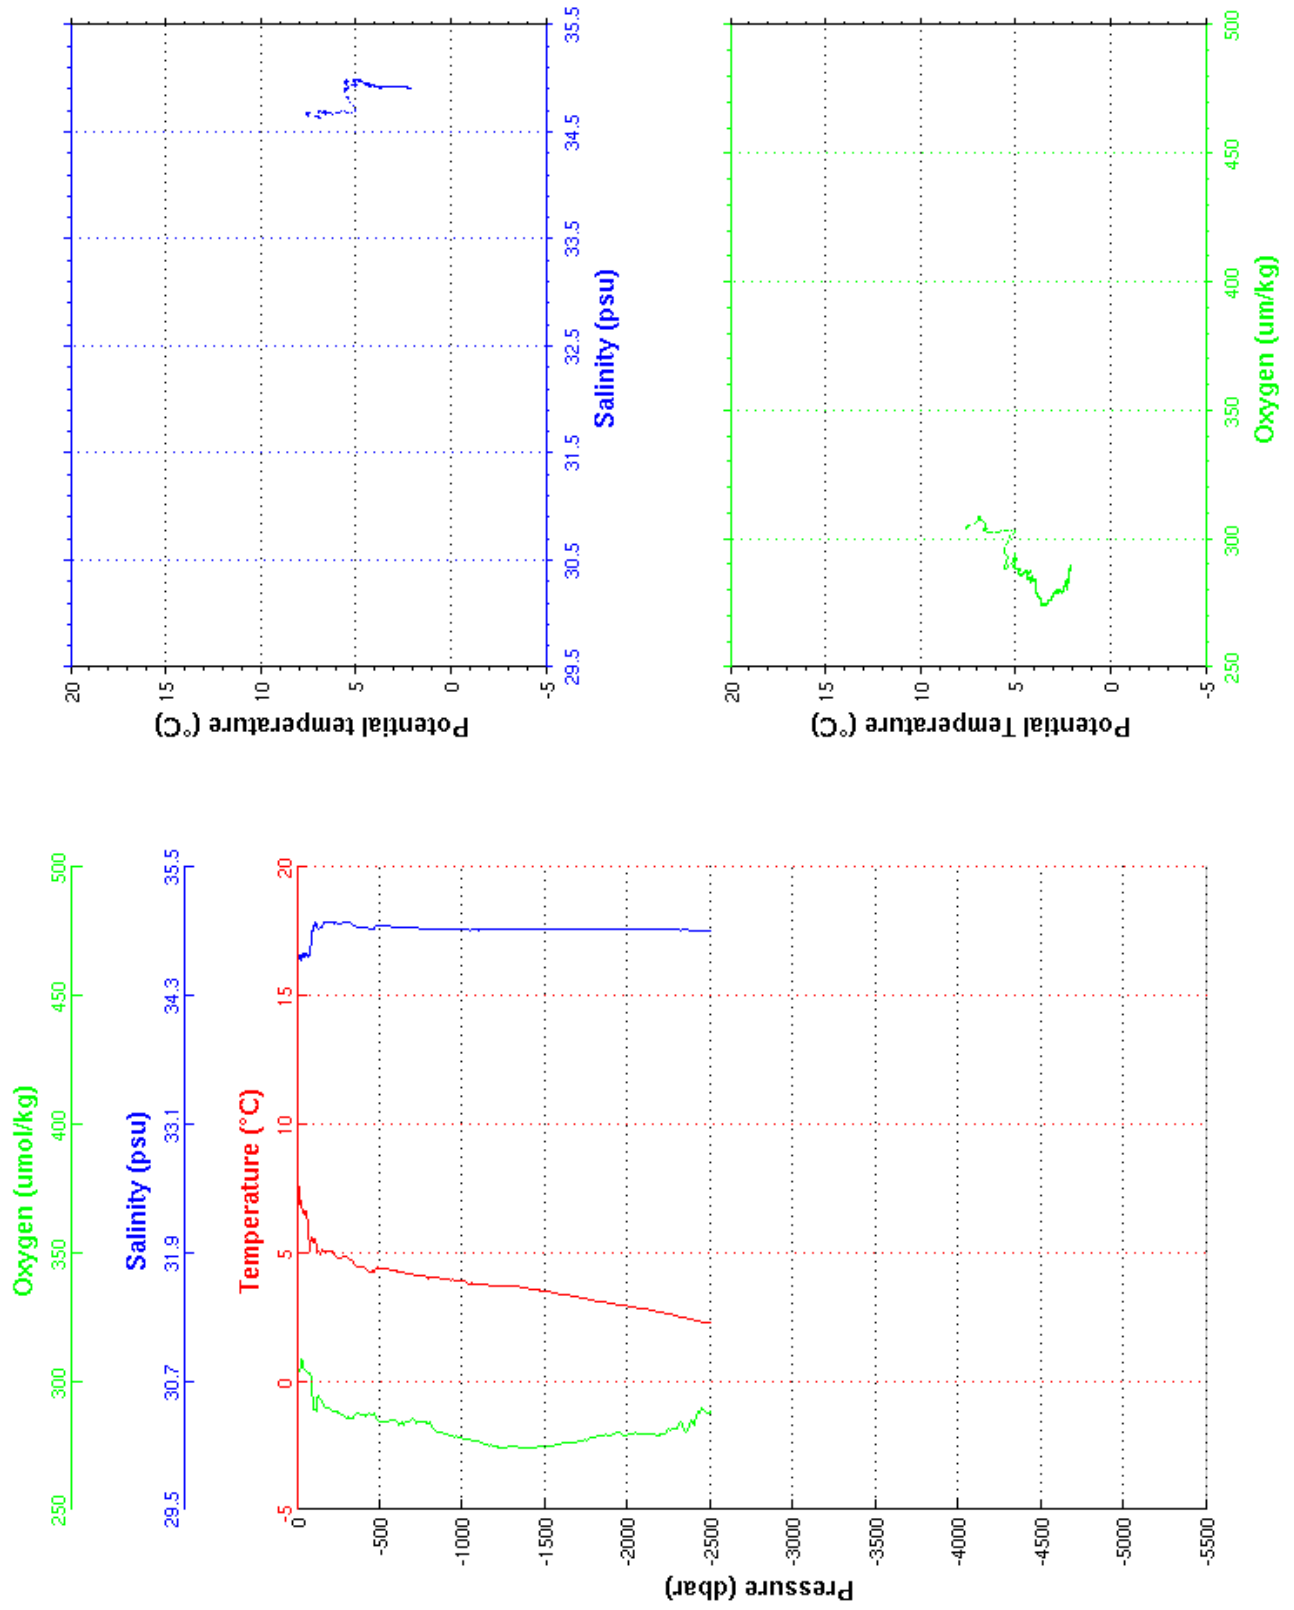 Oxygen (umol/kg)
250 300 350 400 450 500
Salinity (psu)
29.5 30.7 31.9 33.1 34.3 35.5
Temperature (°C)
-5 0 5 10 15 20
0
-500
-1000
-1500
-2000
-2500
-3000
-3500
-4000
-4500
-5000
-5500
Pressure (dbar)
20
15
10
5
0
-5
Potential temperature (°C)
29.5 30.5 31.5 32.5 33.5 34.5 35.5
Salinity (psu)
20
15
10
5
0
-5
Potential Temperature (°C)
250 300 350 400 450 500
Oxygen (um/kg)